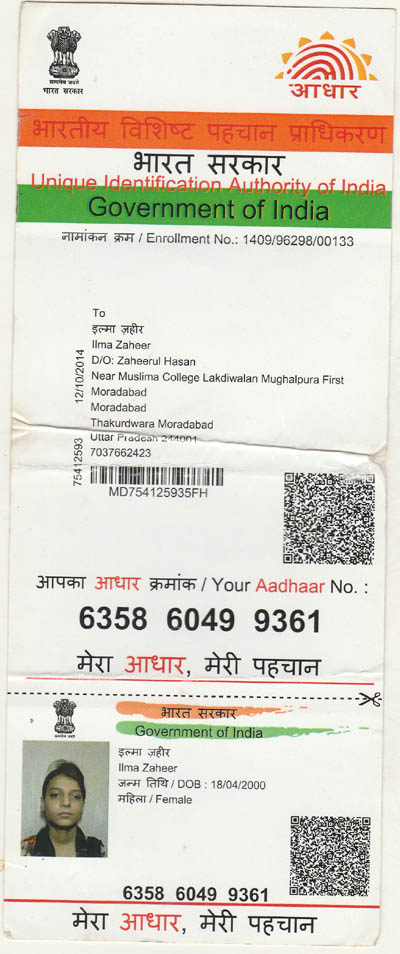 सत्यमेव जयते
भारत सरकार
आधार
भारतीय विशिष्ट पहचान प्राधिकरण
भारत सरकार
Unique Identification Authority of India
Government of India
नामांकन क्रम / Enrollment No.: 1409/96298/00133
To
इल्मा ज़हीर
Ilma Zaheer
D/O: Zaheerul Hasan
Near Muslima College Lakdiwalan Mughalpura First
Moradabad
Moradabad
Thakurdwara Moradabad
Uttar Pradesh 244001
7037662423
75412593 12/10/2014
MD754125935FH
आपका आधार क्रमांक / Your Aadhaar No. :
6358 6049 9361
मेरा आधार, मेरी पहचान
भारत सरकार
Government of India
इल्मा ज़हीर
Ilma Zaheer
जन्म तिथि / DOB : 18/04/2000
महिला / Female
6358 6049 9361
मेरा आधार, मेरी पहचान